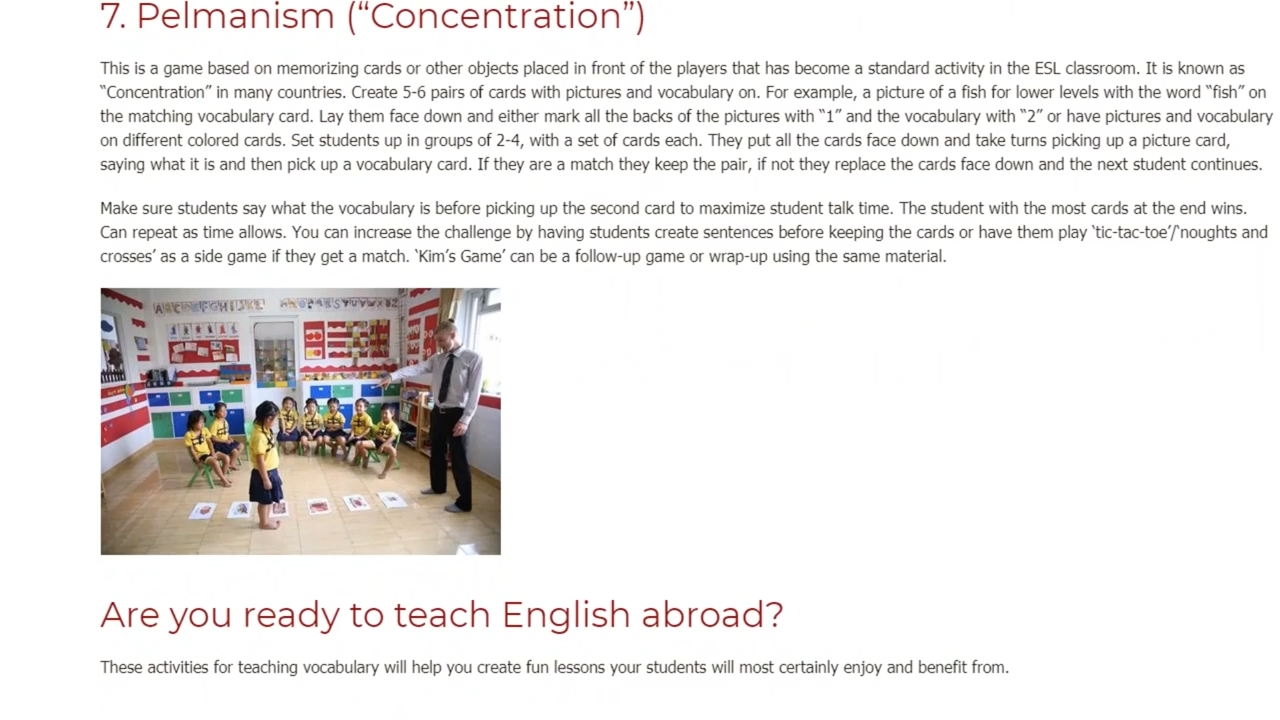 7. Pelmanism (“Concentration”)
This is a game based on memorizing cards or other objects placed in front of the players that has become a standard activity in the ESL classroom. It is known as
“Concentration” in many countries. Create 5-6 pairs of cards with pictures and vocabulary on. For example, a picture of a fish for lower levels with the word “fish” on
the matching vocabulary card. Lay them face down and either mark all the backs of the pictures with “1” and the vocabulary with “2” or have pictures and vocabulary
on different colored cards. Set students up in groups of 2-4, with a set of cards each. They put all the cards face down and take turns picking up a picture card,
saying what it is and then pick up a vocabulary card. If they are a match they keep the pair, if not they replace the cards face down and the next student continues.
Make sure students say what the vocabulary is before picking up the second card to maximize student talk time. The student with the most cards at the end wins.
Can repeat as time allows. You can increase the challenge by having students create sentences before keeping the cards or have them play ‘tic-tac-toe’/‘noughts and
crosses’ as a side game if they get a match. ‘Kim’s Game’ can be a follow-up game or wrap-up using the same material.
Are you ready to teach English abroad?
These activities for teaching vocabulary will help you create fun lessons your students will most certainly enjoy and benefit from.